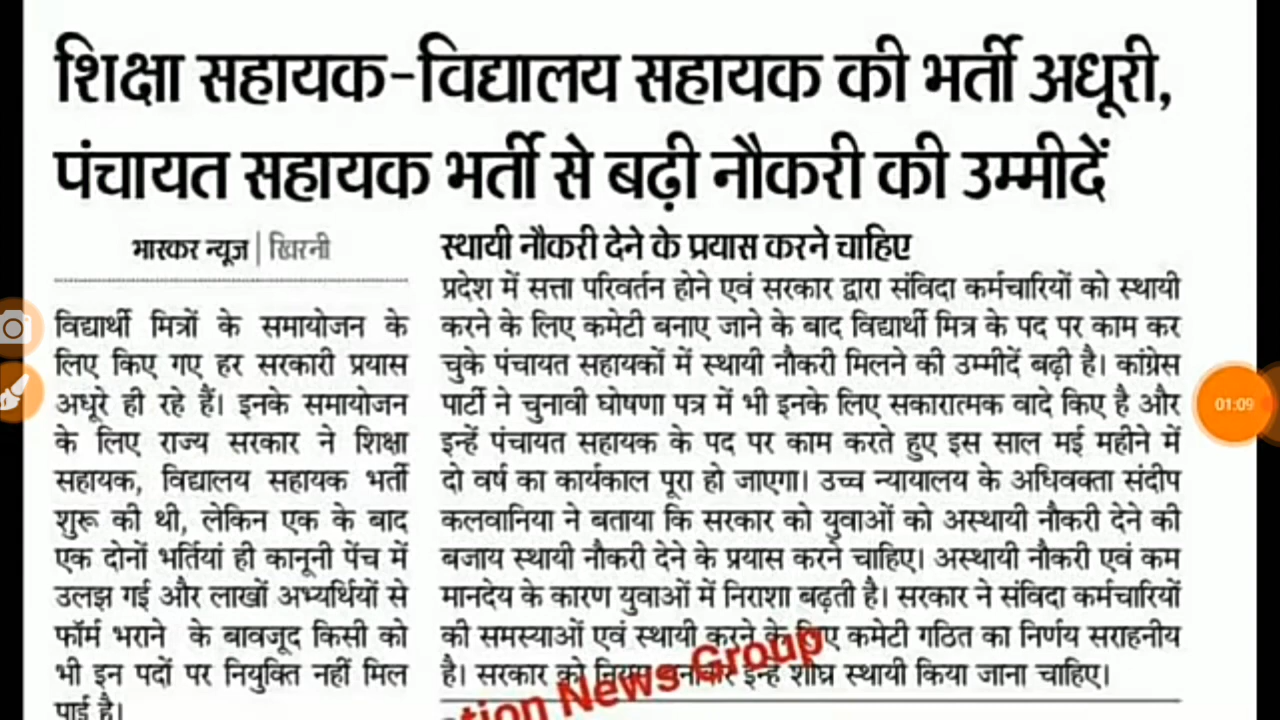 शिक्षा सहायक-विद्यालय सहायक की भर्ती अधूरी,
पंचायत सहायक भर्ती से बढ़ी नौकरी की उम्मीदें
भास्कर न्यूज | खिरनी
विद्यार्थी मित्रों के समायोजन के
लिए किए गए हर सरकारी प्रयास
अधूरे ही रहे हैं। इनके समायोजन
के लिए राज्य सरकार ने शिक्षा
सहायक, विद्यालय सहायक भर्ती
शुरू की थी, लेकिन एक के बाद
एक दोनों भर्तियां ही कानूनी पेंच में
उलझ गई और लाखों अभ्यर्थियों से
फॉर्म भराने के बावजूद किसी को
भी इन पदों पर नियुक्ति नहीं मिल
पाई है।
स्थायी नौकरी देने के प्रयास करने चाहिए
प्रदेश में सत्ता परिवर्तन होने एवं सरकार द्वारा संविदा कर्मचारियों को स्थायी
करने के लिए कमेटी बनाए जाने के बाद विद्यार्थी मित्र के पद पर काम कर
चुके पंचायत सहायकों में स्थायी नौकरी मिलने की उम्मीदें बढ़ी है। कांग्रेस
पार्टी ने चुनावी घोषणा पत्र में भी इनके लिए सकारात्मक वादे किए है और
इन्हें पंचायत सहायक के पद पर काम करते हुए इस साल मई महीने में
दो वर्ष का कार्यकाल पूरा हो जाएगा। उच्च न्यायालय के अधिवक्ता संदीप
कलवानिया ने बताया कि सरकार को युवाओं को अस्थायी नौकरी देने की
बजाय स्थायी नौकरी देने के प्रयास करने चाहिए। अस्थायी नौकरी एवं कम
मानदेय के कारण युवाओं में निराशा बढ़ती है। सरकार ने संविदा कर्मचारियों
की समस्याओं एवं स्थायी करने के लिए कमेटी गठित का निर्णय सराहनीय
है। सरकार को नियम बनाकर इन्हें शीघ्र स्थायी किया जाना चाहिए।
tion News Group
01:09